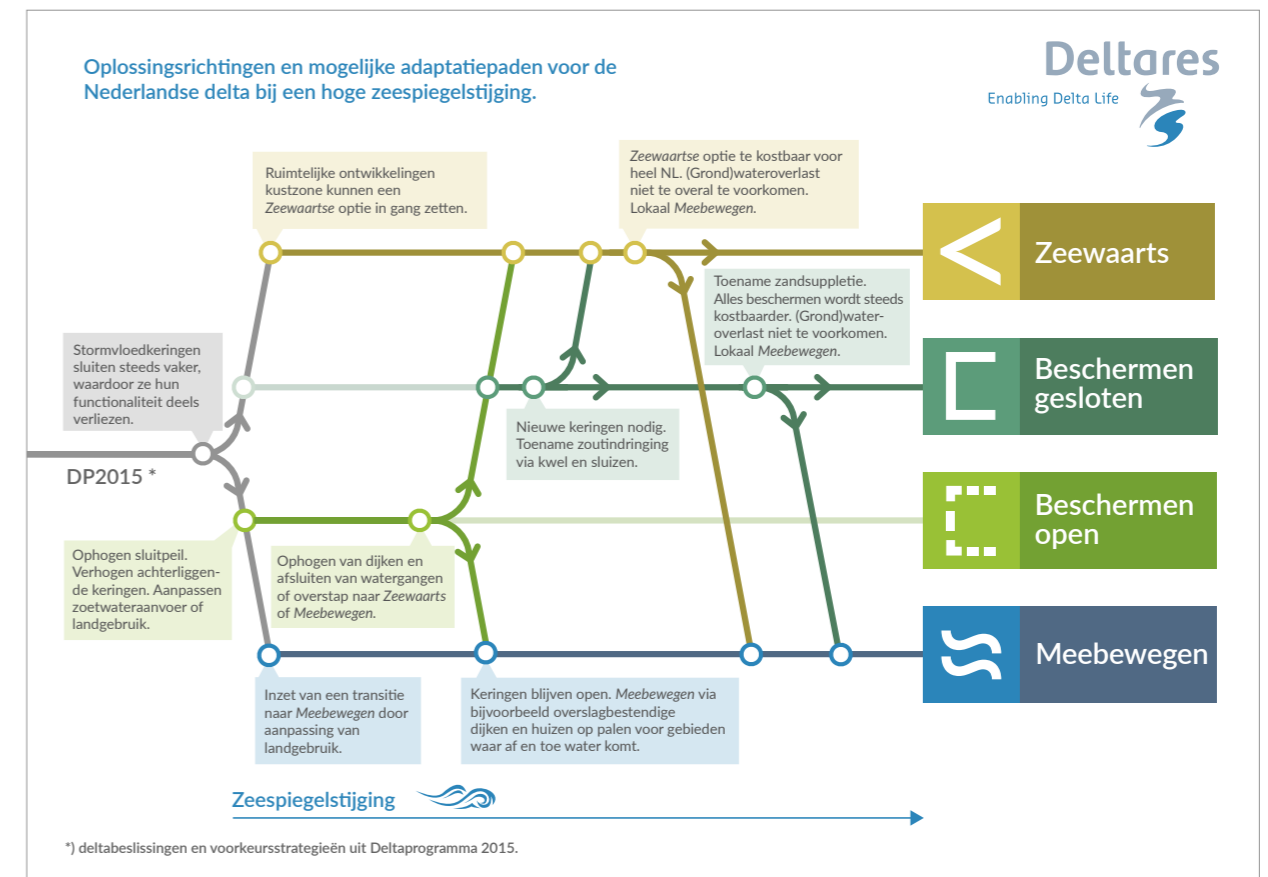 Oplossingsrichtingen en mogelijke adaptatiepaden voor de
Nederlandse delta bij een hoge zeespiegelstijging.
Deltares
Enabling Delta Life
Ruimtelijke ontwikkelingen
kustzone kunnen een
Zeewaartse optie in gang zetten.
Zeewaartse optie te kostbaar voor
heel NL. (Grond)wateroverlast
niet te overal te voorkomen.
Lokaal Meebewegen.
Zeewaarts
Toename zandsuppletie.
Alles beschermen wordt steeds
kostbaarder. (Grond)water-
overlast niet te voorkomen.
Lokaal Meebewegen.
Stormvloedkeringen
sluiten steeds vaker,
waardoor ze hun
functionaliteit deels
verliezen.
Beschermen
gesloten
Nieuwe keringen nodig.
Toename zoutindringing
via kwel en sluizen.
DP2015 *
Beschermen
open
Ophogen sluitpeil.
Verhogen achterliggen-
de keringen. Aanpassen
zoetwateraanvoer of
landgebruik.
Ophogen van dijken en
afsluiten van watergangen
of overstap naar Zeewaarts
of Meebewegen.
Meebewegen
Inzet van een transitie
naar Meebewegen door
aanpassing van
landgebruik.
Keringen blijven open. Meebewegen via
bijvoorbeeld overslagbestendige
dijken en huizen op palen voor gebieden
waar af en toe water komt.
Zeespiegelstijging
*) deltabeslissingen en voorkeursstrategieën uit Deltaprogramma 2015.